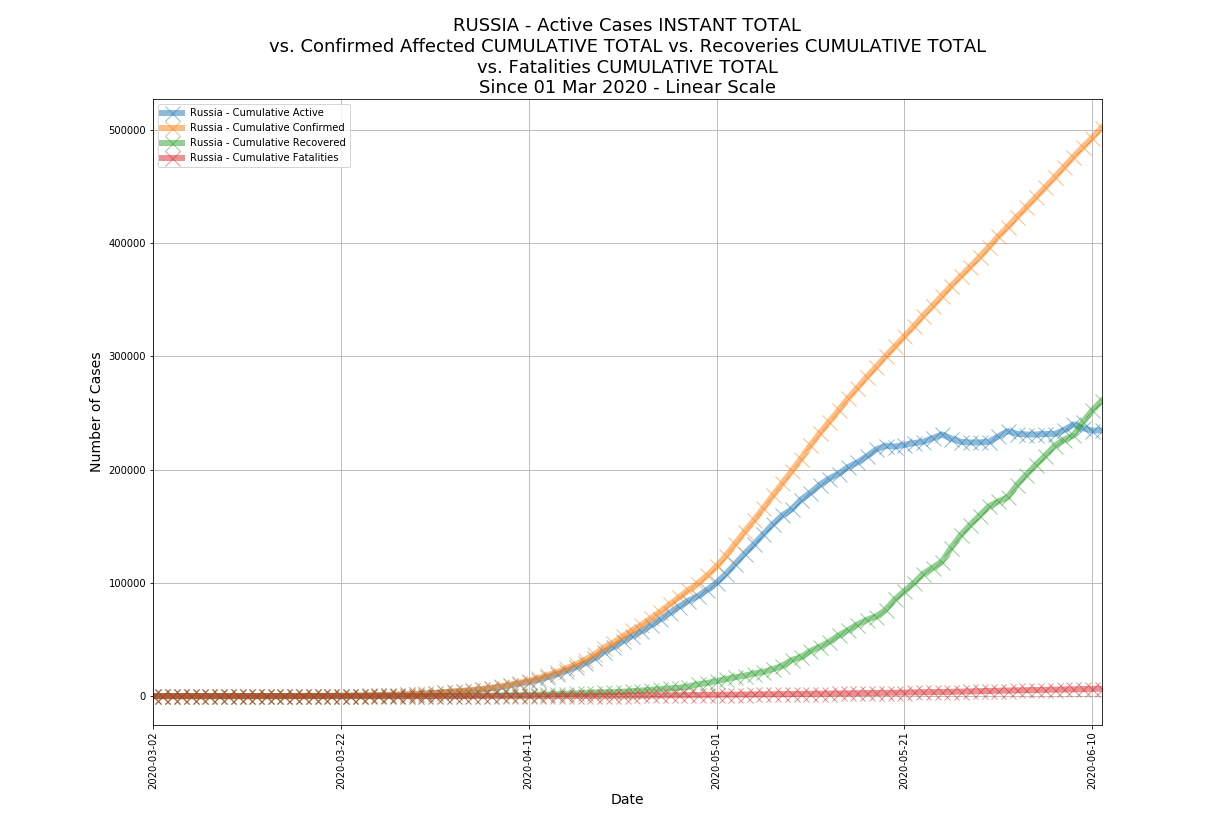 RUSSIA - Active Cases INSTANT TOTAL
vs. Confirmed Affected CUMULATIVE TOTAL vs. Recoveries CUMULATIVE TOTAL
vs. Fatalities CUMULATIVE TOTAL
Since 01 Mar 2020 - Linear Scale
Russia - Cumulative Active
Russia - Cumulative Confirmed
Russia - Cumulative Recovered
Russia - Cumulative Fatalities
500000
400000
300000
200000
100000
0
Number of Cases
2020-03-02
2020-03-22
2020-04-11
2020-05-01
2020-05-21
2020-06-10
Date